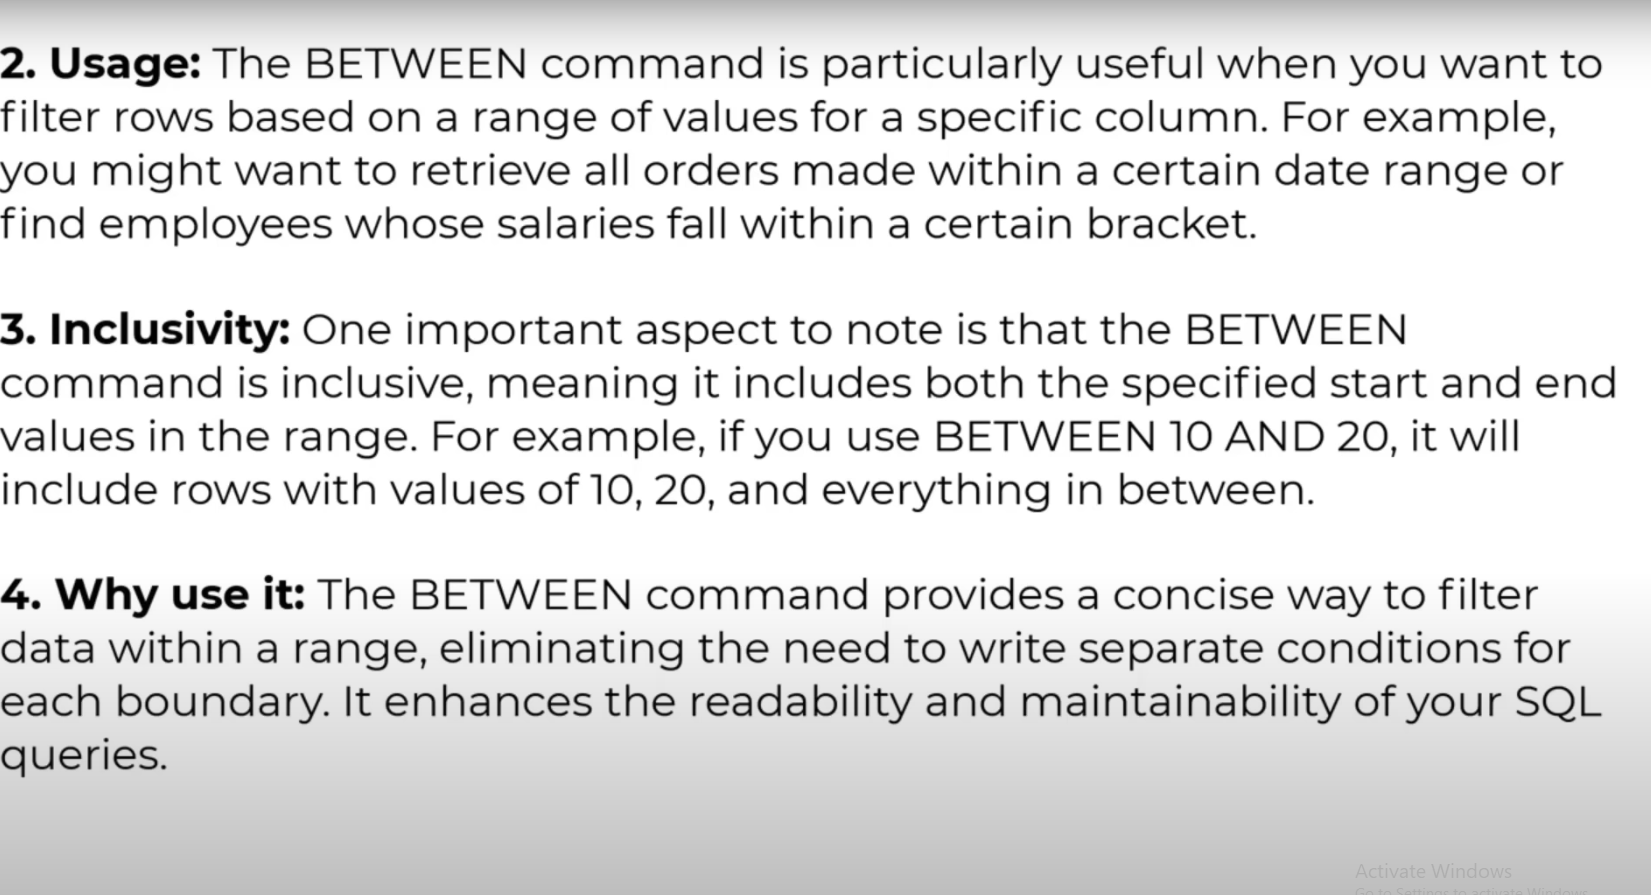 2. Usage: The BETWEEN command is particularly useful when you want to
filter rows based on a range of values for a specific column. For example,
you might want to retrieve all orders made within a certain date range or
find employees whose salaries fall within a certain bracket.
3. Inclusivity: One important aspect to note is that the BETWEEN
command is inclusive, meaning it includes both the specified start and end
values in the range. For example, if you use BETWEEN 10 AND 20, it will
include rows with values of 10, 20, and everything in between.
4. Why use it: The BETWEEN command provides a concise way to filter
data within a range, eliminating the need to write separate conditions for
each boundary. It enhances the readability and maintainability of your SQL
queries.
Activate Windows
Go to Settings to activate Windows